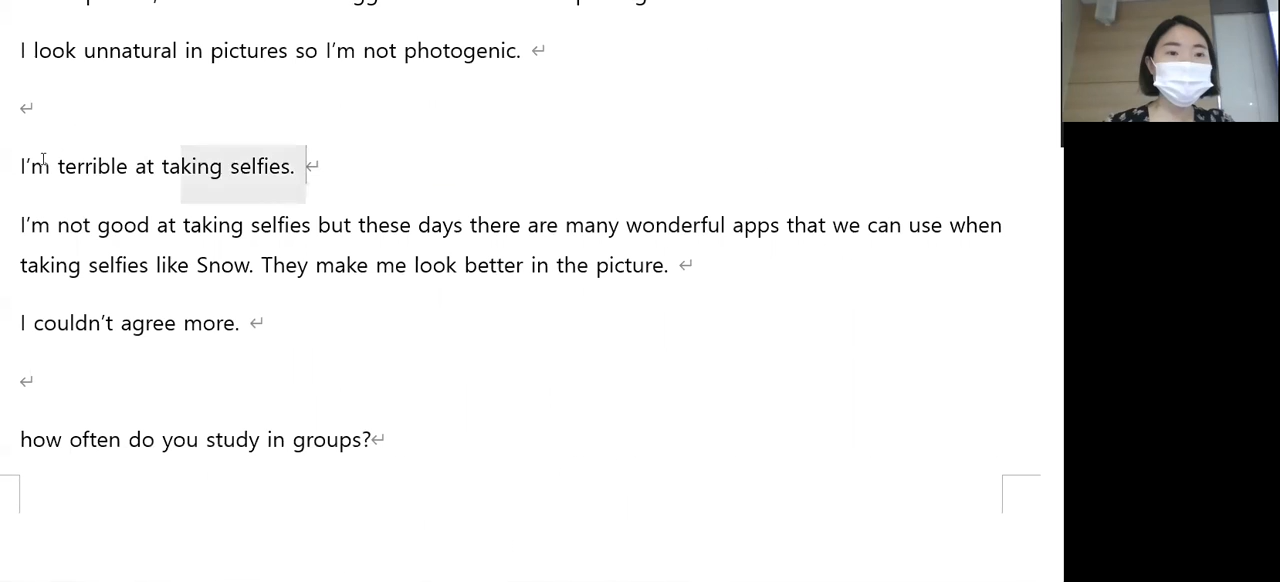 I look unnatural in pictures so I'm not photogenic.
I'm terrible at taking selfies.
I'm not good at taking selfies but these days there are many wonderful apps that we can use when
taking selfies like Snow. They make me look better in the picture.
I couldn't agree more.
how often do you study in groups?